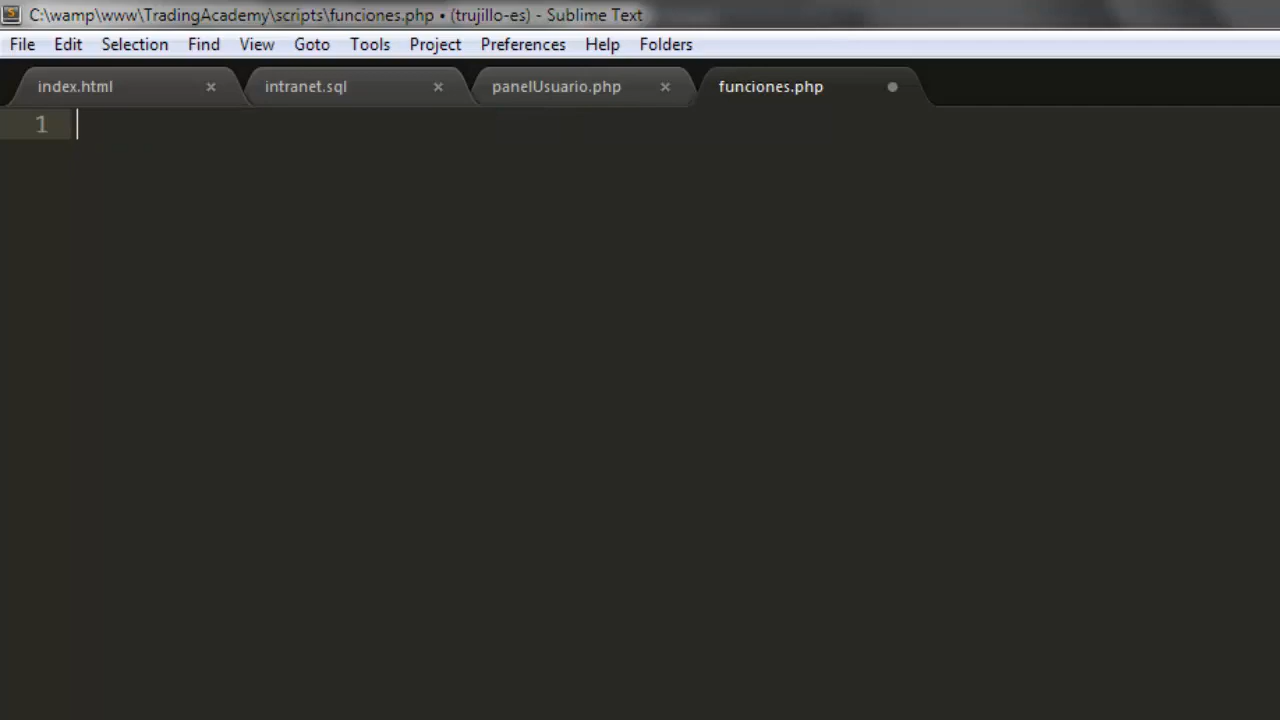 C:\wamp\www\TradingAcademy\scripts\funciones.php • (trujillo-es) - Sublime Text
File Edit Selection Find View Goto Tools Project Preferences Help Folders
index.html × intranet.sql × panelUsuario.php × funciones.php
1